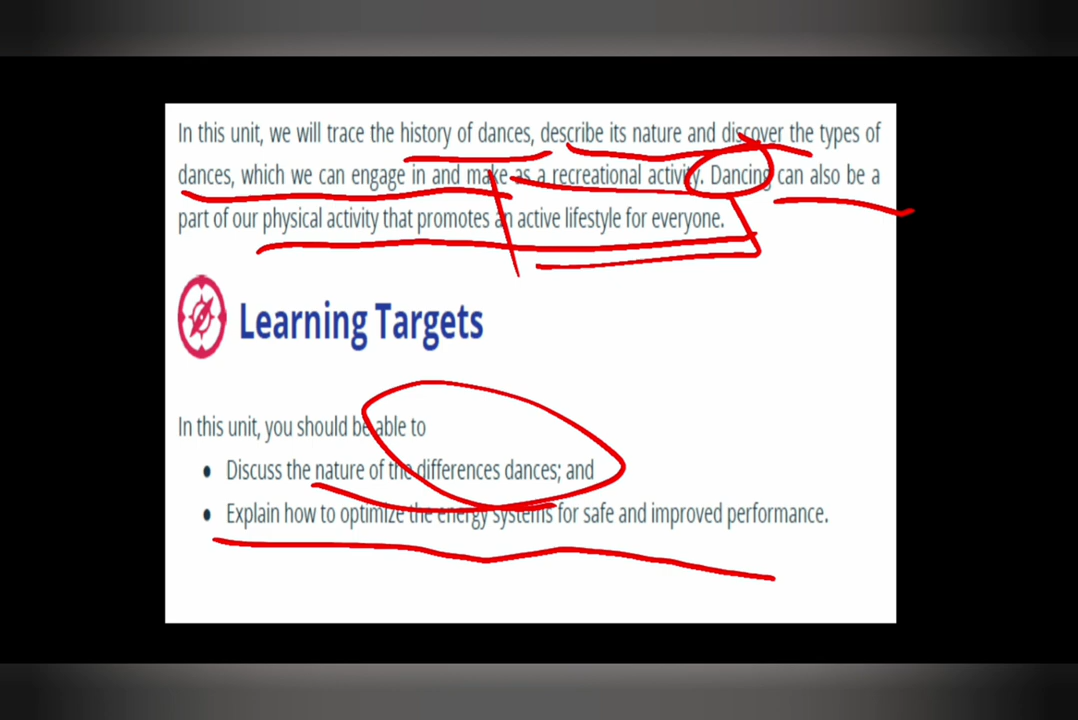 In this unit, we will trace the history of dances, describe its nature and discover the types of
dances, which we can engage in and make as a recreational activity. Dancing can also be a
part of our physical activity that promotes an active lifestyle for everyone.
Learning Targets
In this unit, you should be able to
• Discuss the nature of the differences dances; and
• Explain how to optimize the energy systems for safe and improved performance.